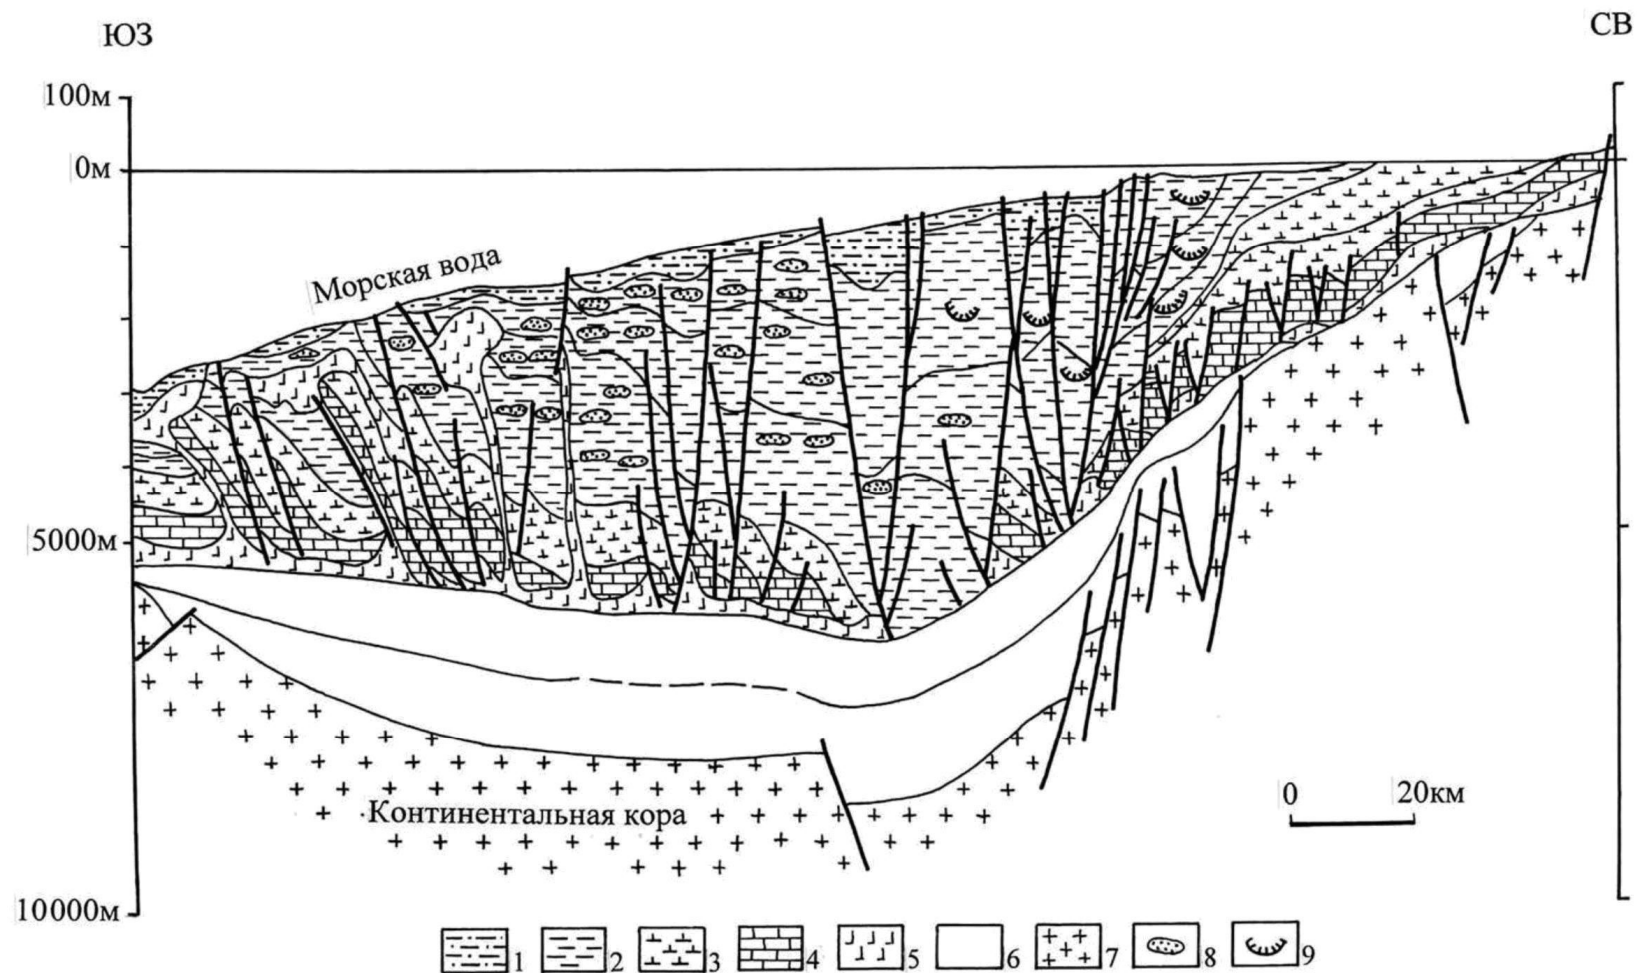 ЮЗ
СВ
100м
0м
Морская вода
5000м
0 20км
Континентальная кора
10000м
1 2 3 4 5 6 7 8 9